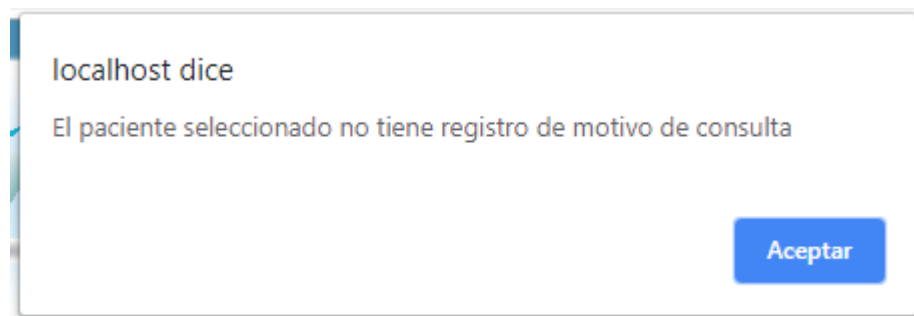 localhost dice
El paciente seleccionado no tiene registro de motivo de consulta
Aceptar